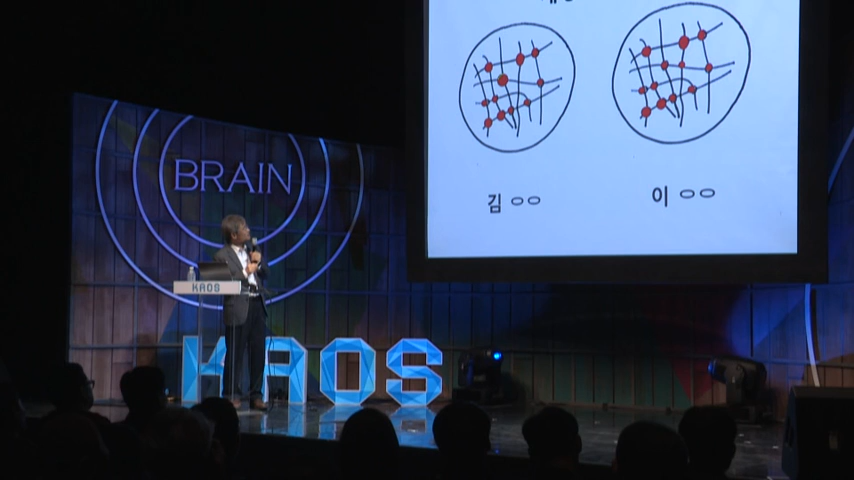 BRAIN
김 ○○
이 ○○
KAOS
KAOS